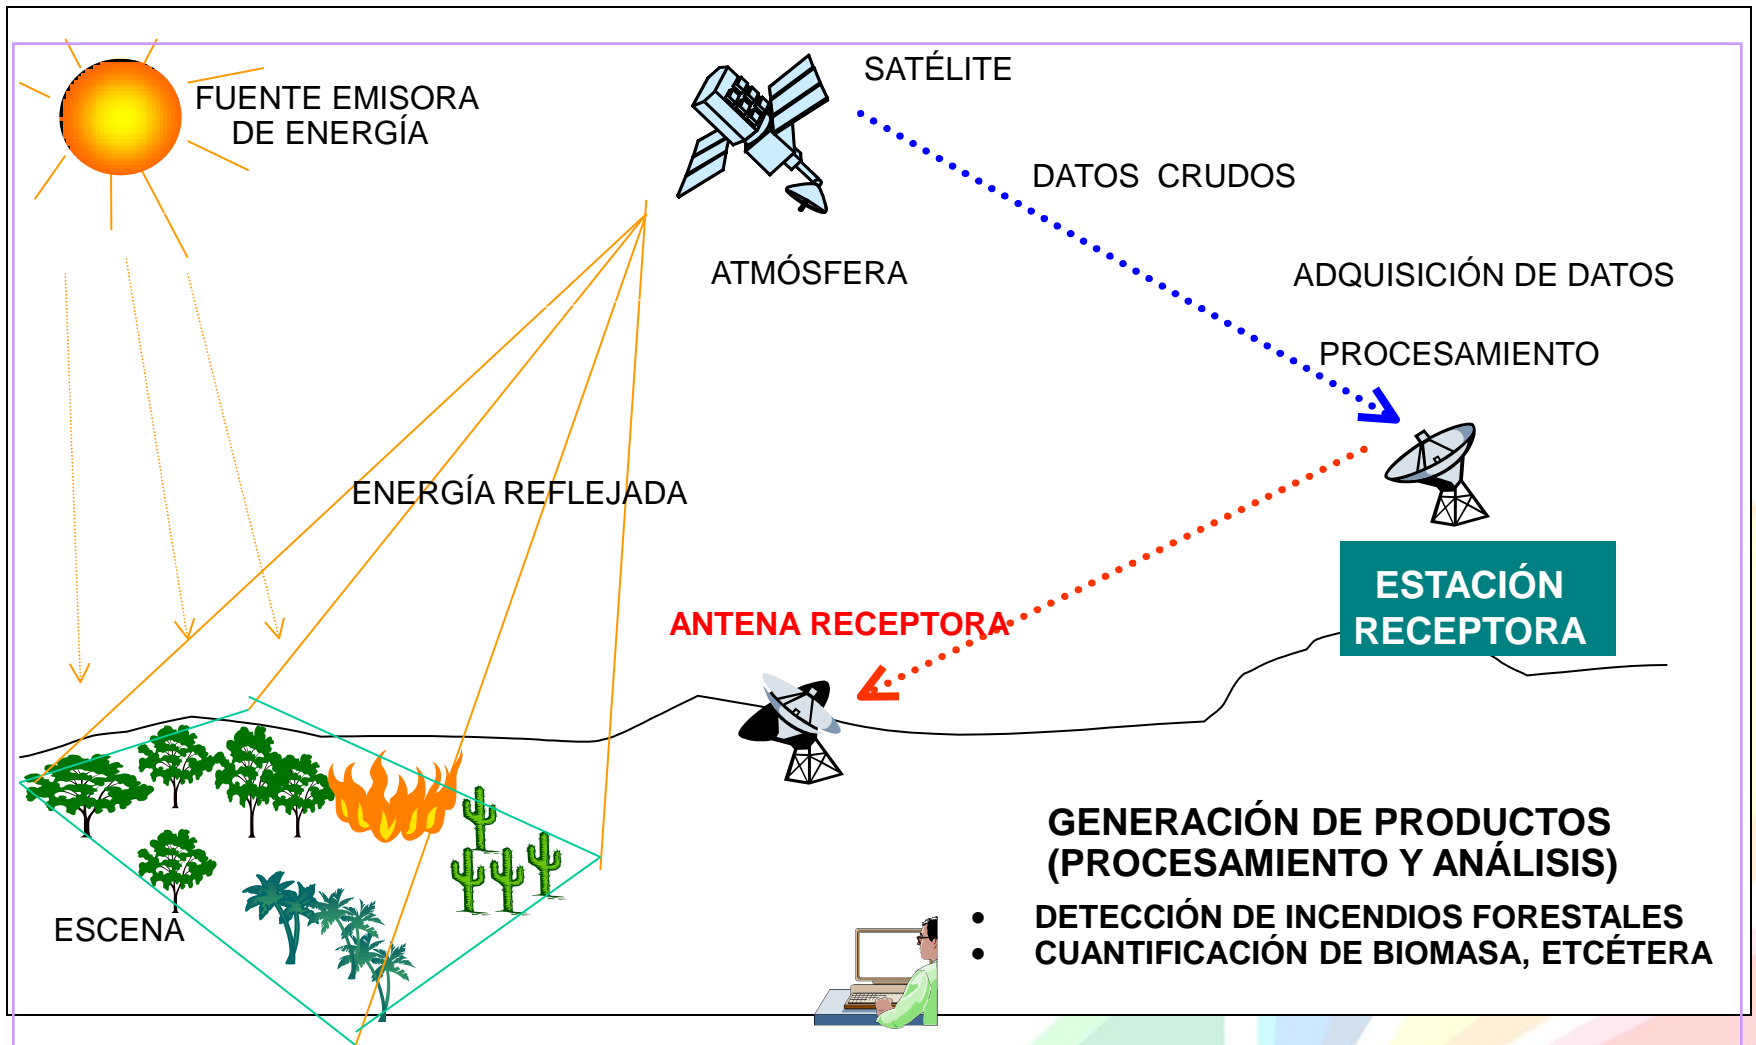 SATÉLITE
FUENTE EMISORA
DE ENERGÍA
DATOS CRUDOS
ATMÓSFERA
ADQUISICIÓN DE DATOS
PROCESAMIENTO
ENERGÍA REFLEJADA
ESTACIÓN
RECEPTORA
ANTENA RECEPTORA
GENERACIÓN DE PRODUCTOS
(PROCESAMIENTO Y ANÁLISIS)
• DETECCIÓN DE INCENDIOS FORESTALES
• CUANTIFICACIÓN DE BIOMASA, ETCÉTERA
ESCENA